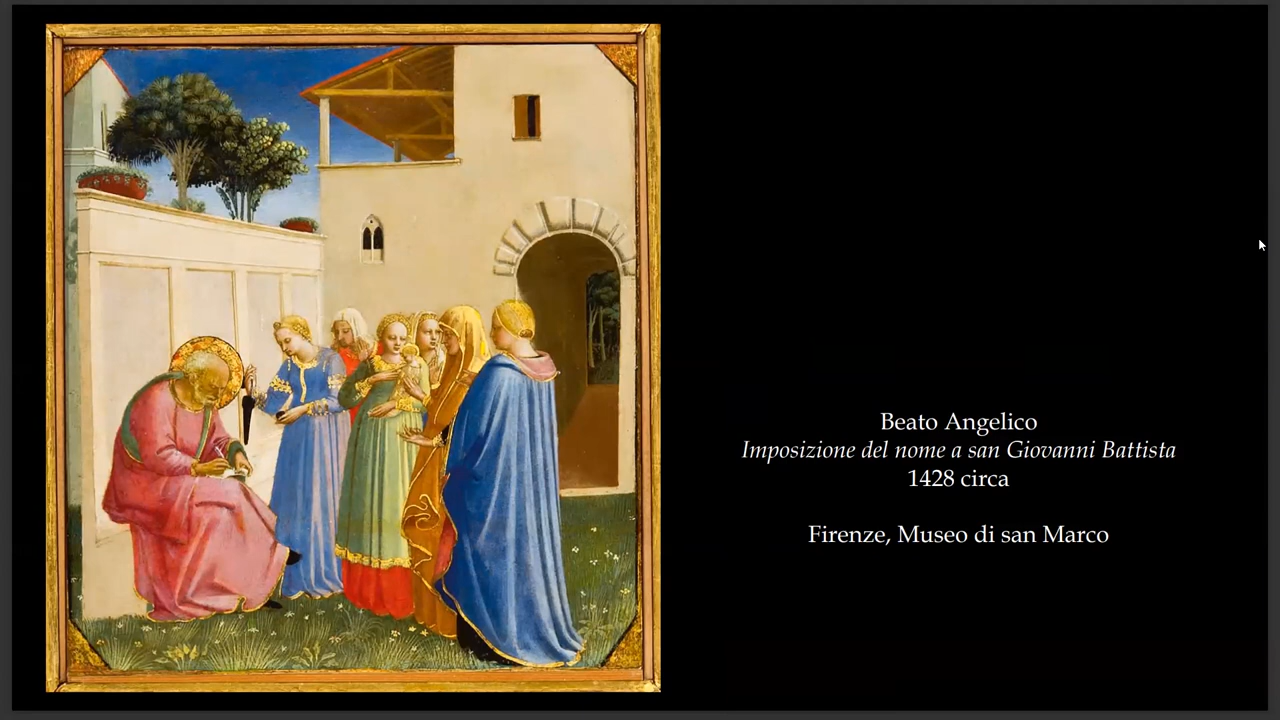 Beato Angelico
Imposizione del nome a san Giovanni Battista
1428 circa
Firenze, Museo di san Marco